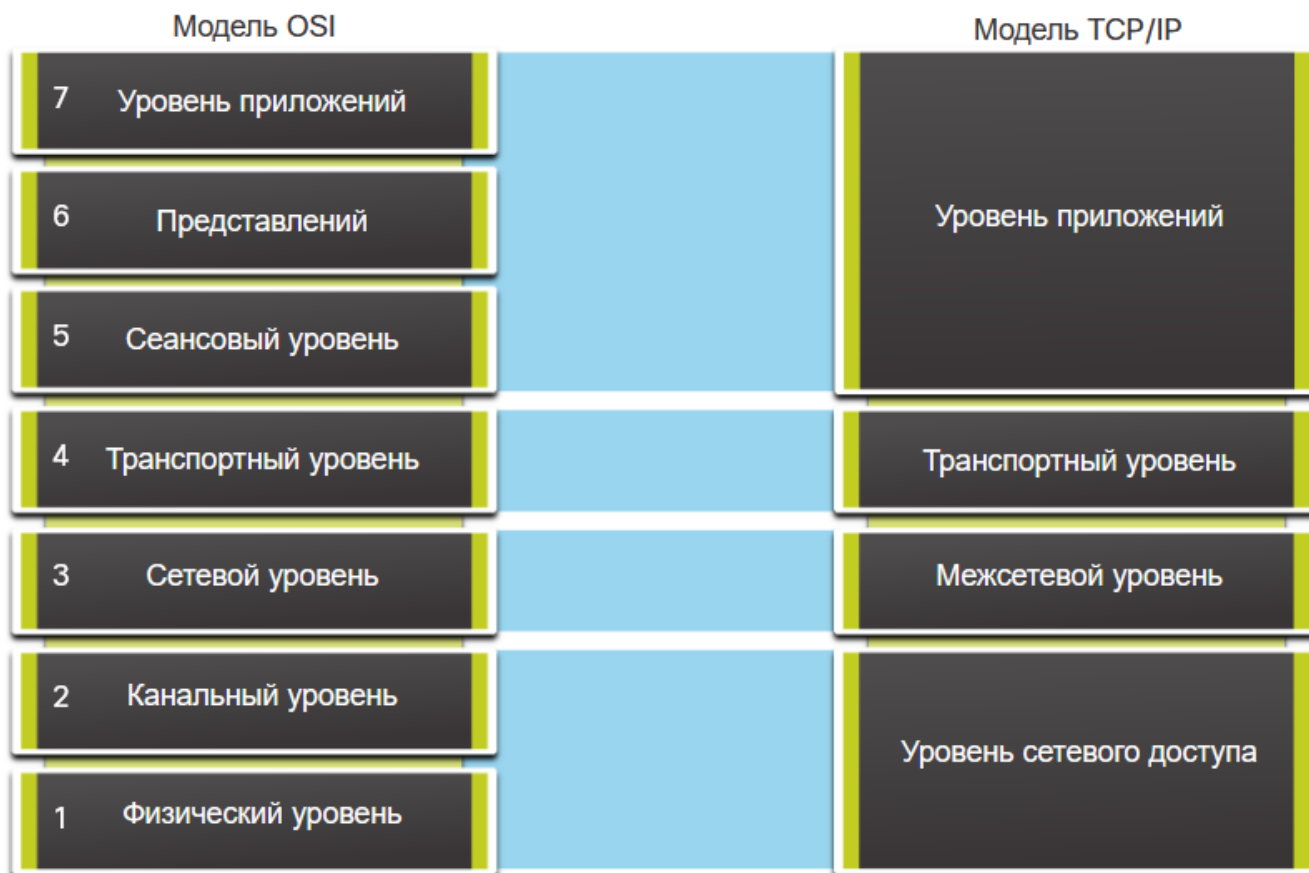 Модель OSI
Модель TCP/IP
7 Уровень приложений
6 Представлений
5 Сеансовый уровень
4 Транспортный уровень
3 Сетевой уровень
2 Канальный уровень
1 Физический уровень
Уровень приложений
Транспортный уровень
Межсетевой уровень
Уровень сетевого доступа